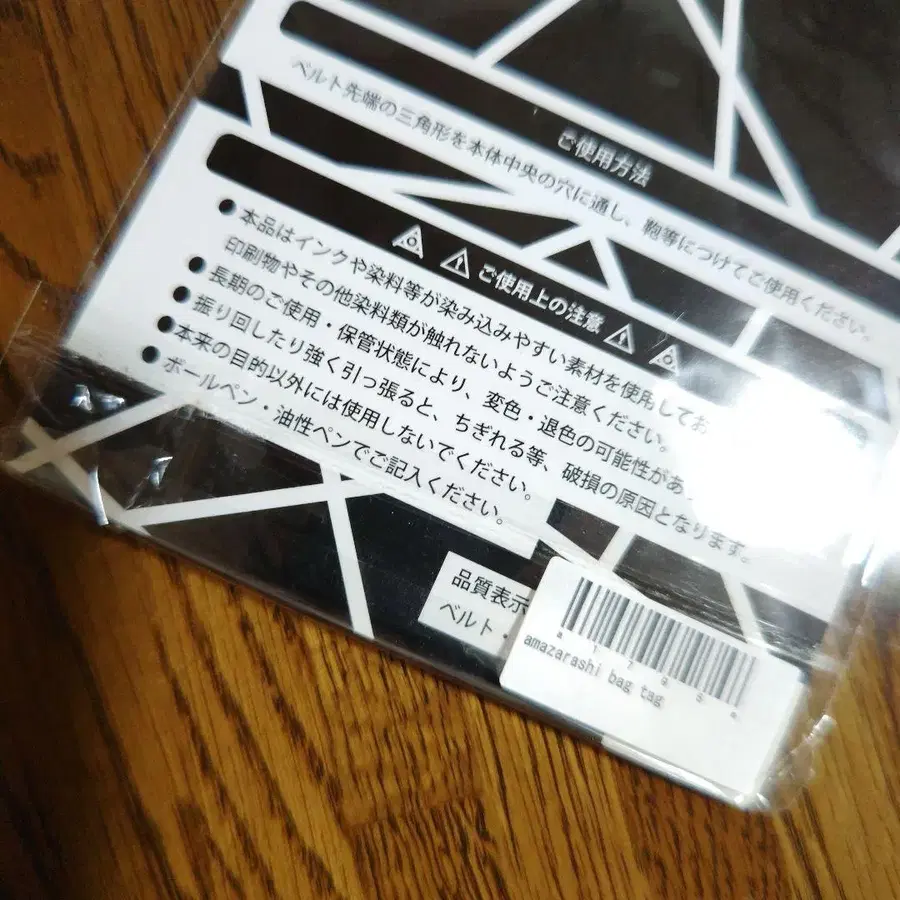 ご使用方法
ベルト先端の三角形を本体中央の穴に通し、鞄等につけてご使用ください。
ご使用上の注意
●本品はインクや染料等が染み込みやすい素材を使用してお
印刷物やその他染料類が触れないようご注意ください。
●長期のご使用・保管状態により、変色・退色の可能性があ
●振り回したり強く引っ張ると、ちぎれる等、破損の原因となります。
●本来の目的以外には使用しないでください。
●ボールペン・油性ペンでご記入ください。
品質表示
ベルト・
amazarashi bag tag